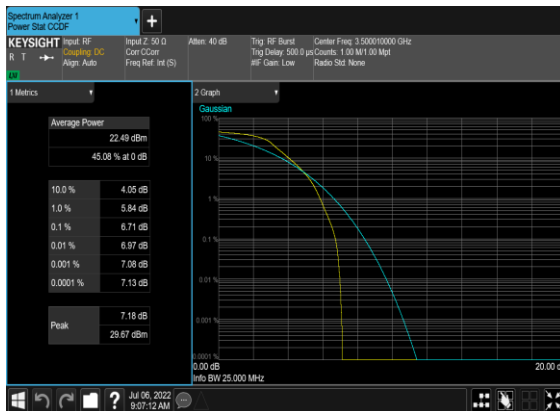 Spectrum Analyzer 1
Power Stat CCDF
KEYSIGHT
R T
LV
Input: RF
Coupling: DC
Align: Auto
Input Z: 50 Ω
Corr CCorr
Freq Ref: Int (S)
Atten: 40 dB
Trig: RF Burst
Trig Delay: 500.0 µs
#IF Gain: Low
Center Freq: 3.500010000 GHz
Counts: 1.00 M/1.00 Mpt
Radio Std: None
1 Metrics
Average Power
22.49 dBm
45.08 % at 0 dB
10.0 % 4.05 dB
1.0 % 5.84 dB
0.1 % 6.71 dB
0.01 % 6.97 dB
0.001 % 7.08 dB
0.0001 % 7.13 dB
Peak
7.18 dB
29.67 dBm
2 Graph
Gaussian
100 %
10 %
1 %
0.1 %
0.01 %
0.001 %
0.0001 %
0.00 dB
20.00 d
Info BW 25.000 MHz
?
Jul 06, 2022
9:07:12 AM